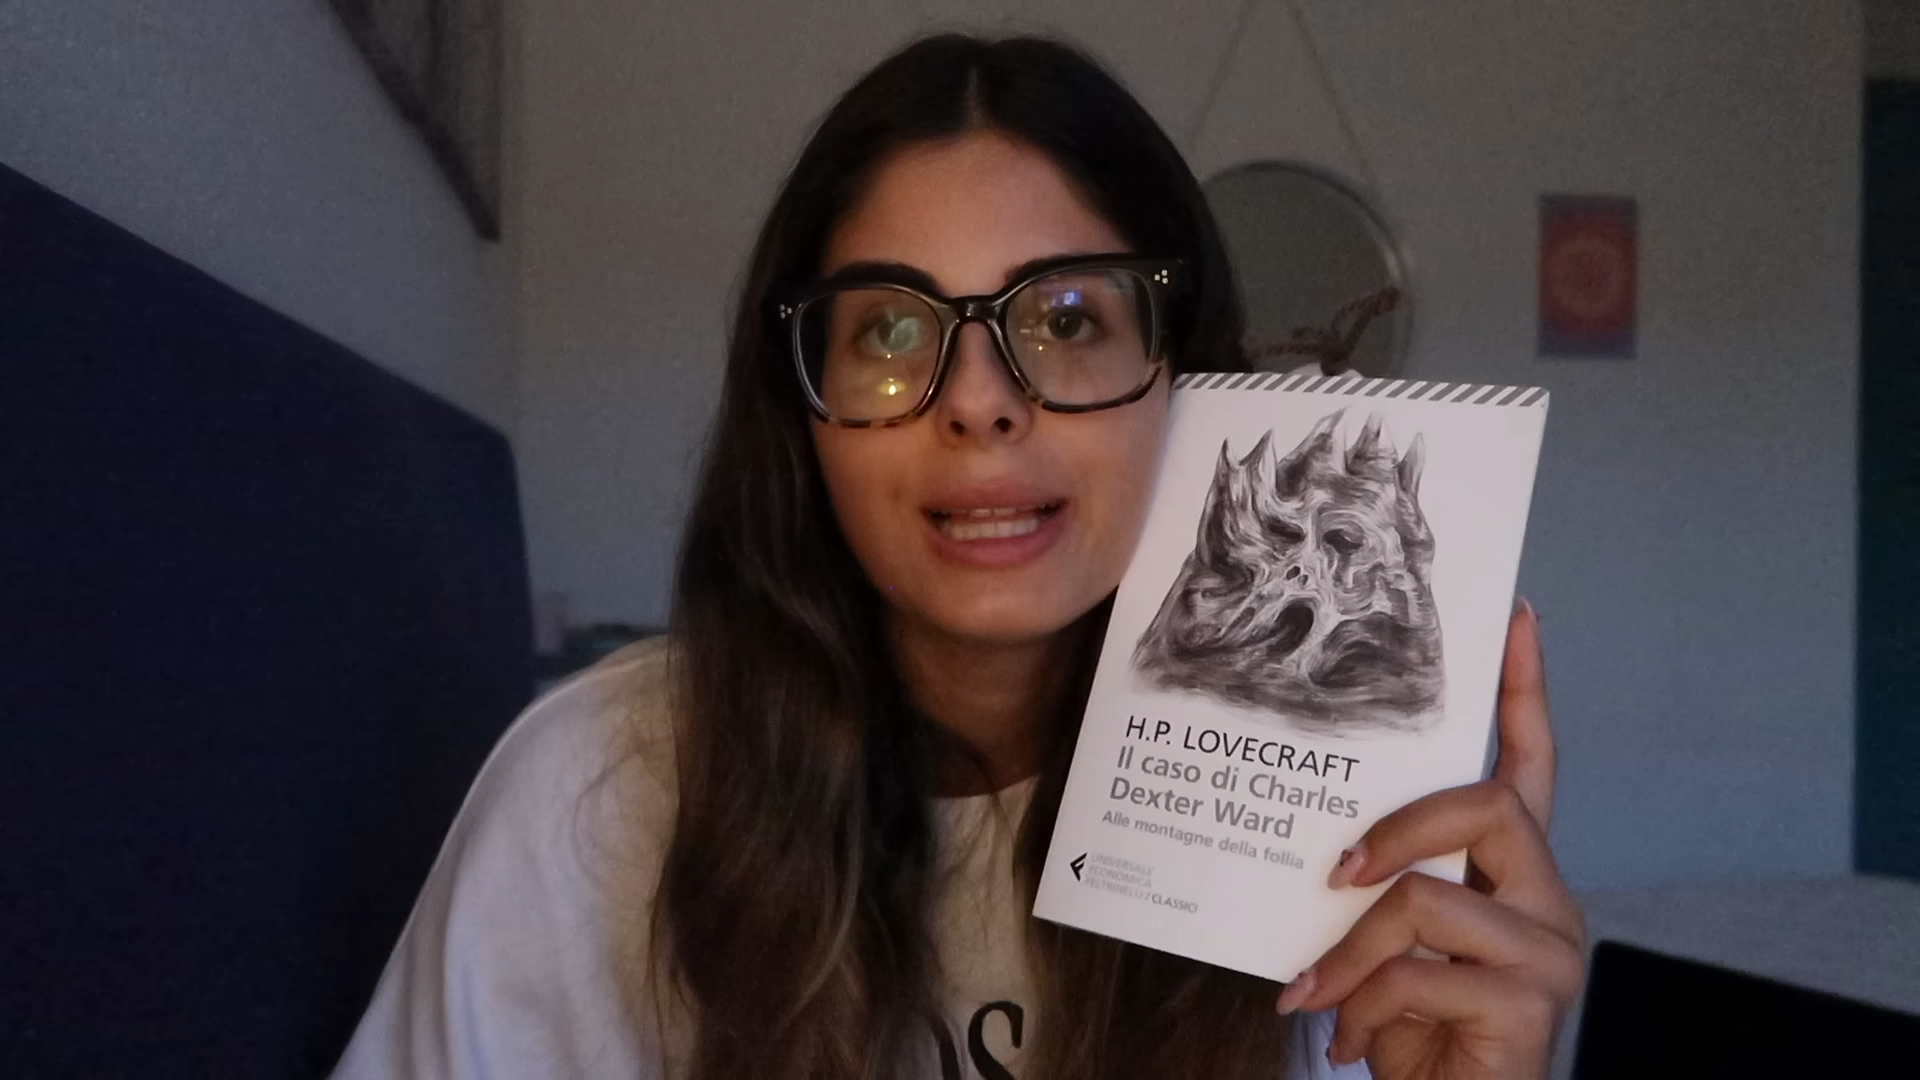 H.P. LOVECRAFT
Il caso di Charles
Dexter Ward
Alle montagne della follia
UNIVERSALE
ECONOMICA
FELTRINELLI/CLASSICI